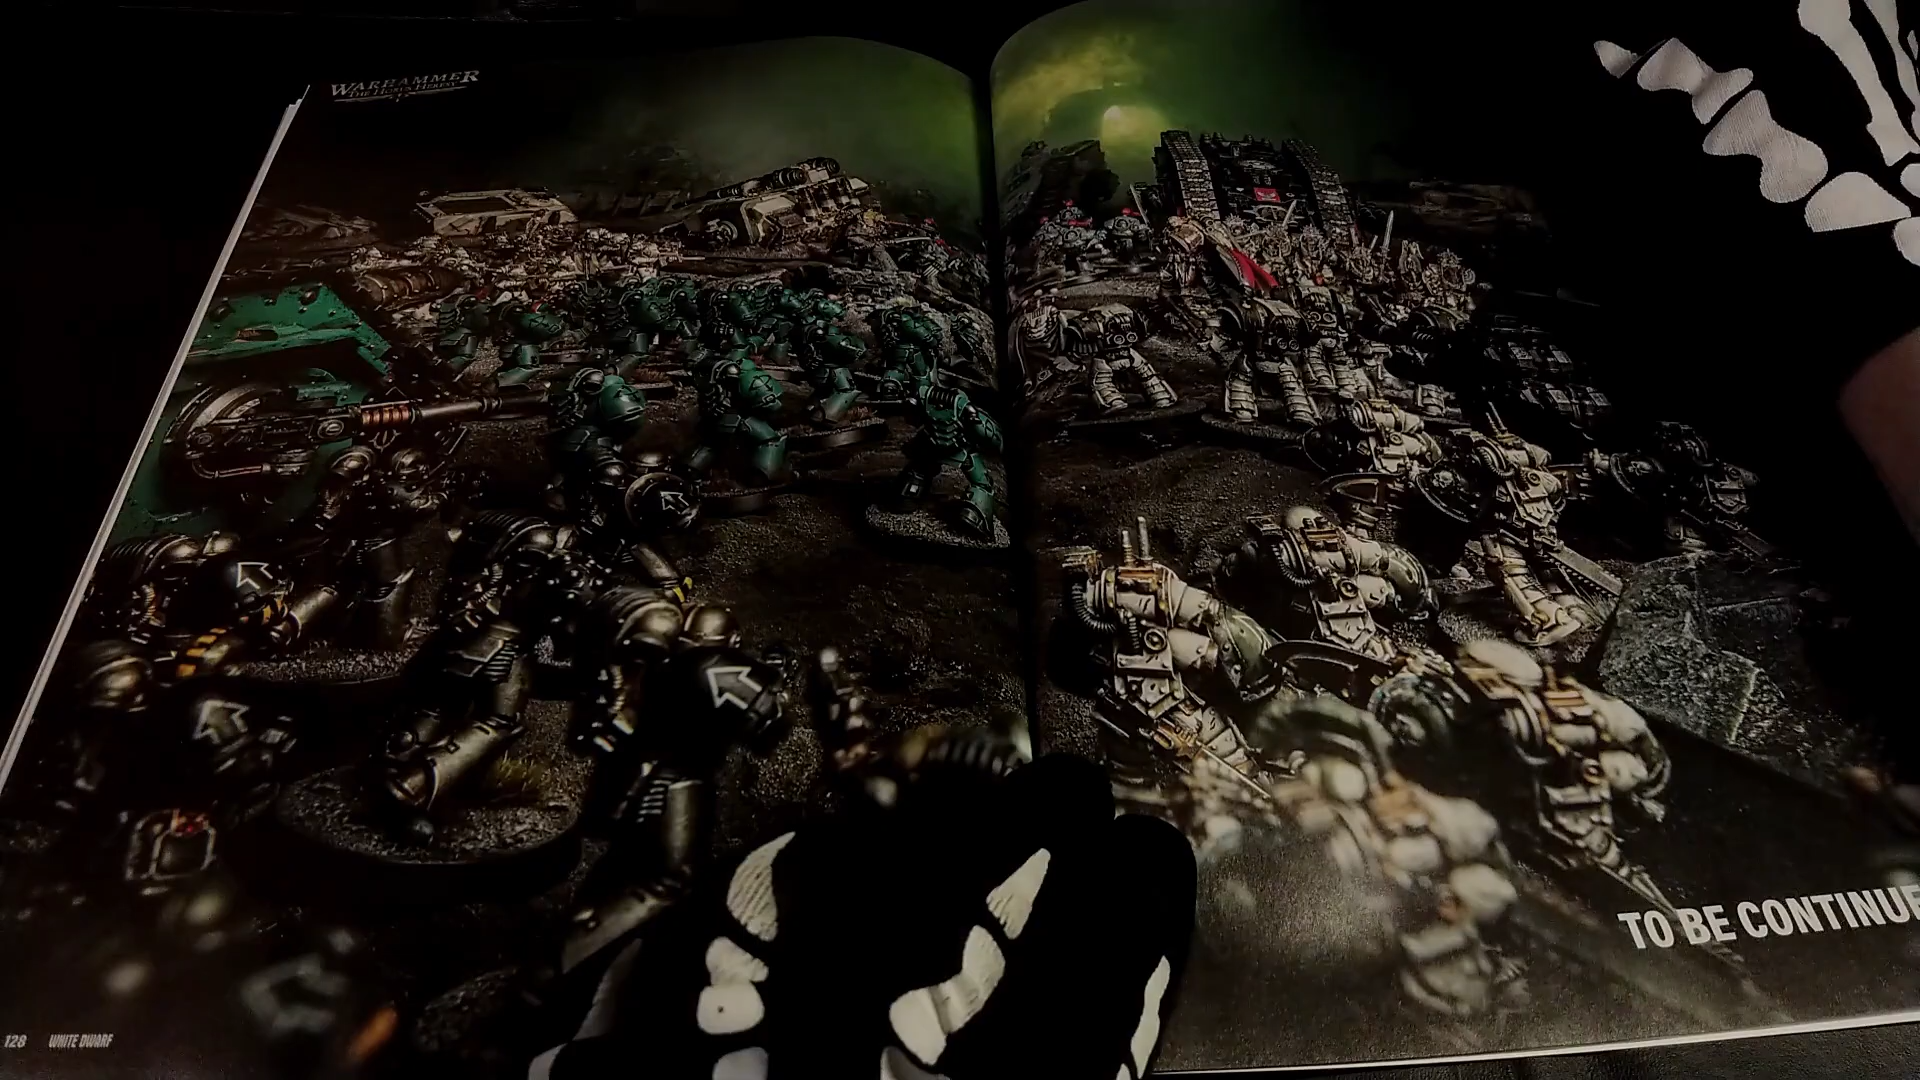 WARHAMMER
THE HORUS HERESY
TO BE CONTINUE
128 WHITE DWARF